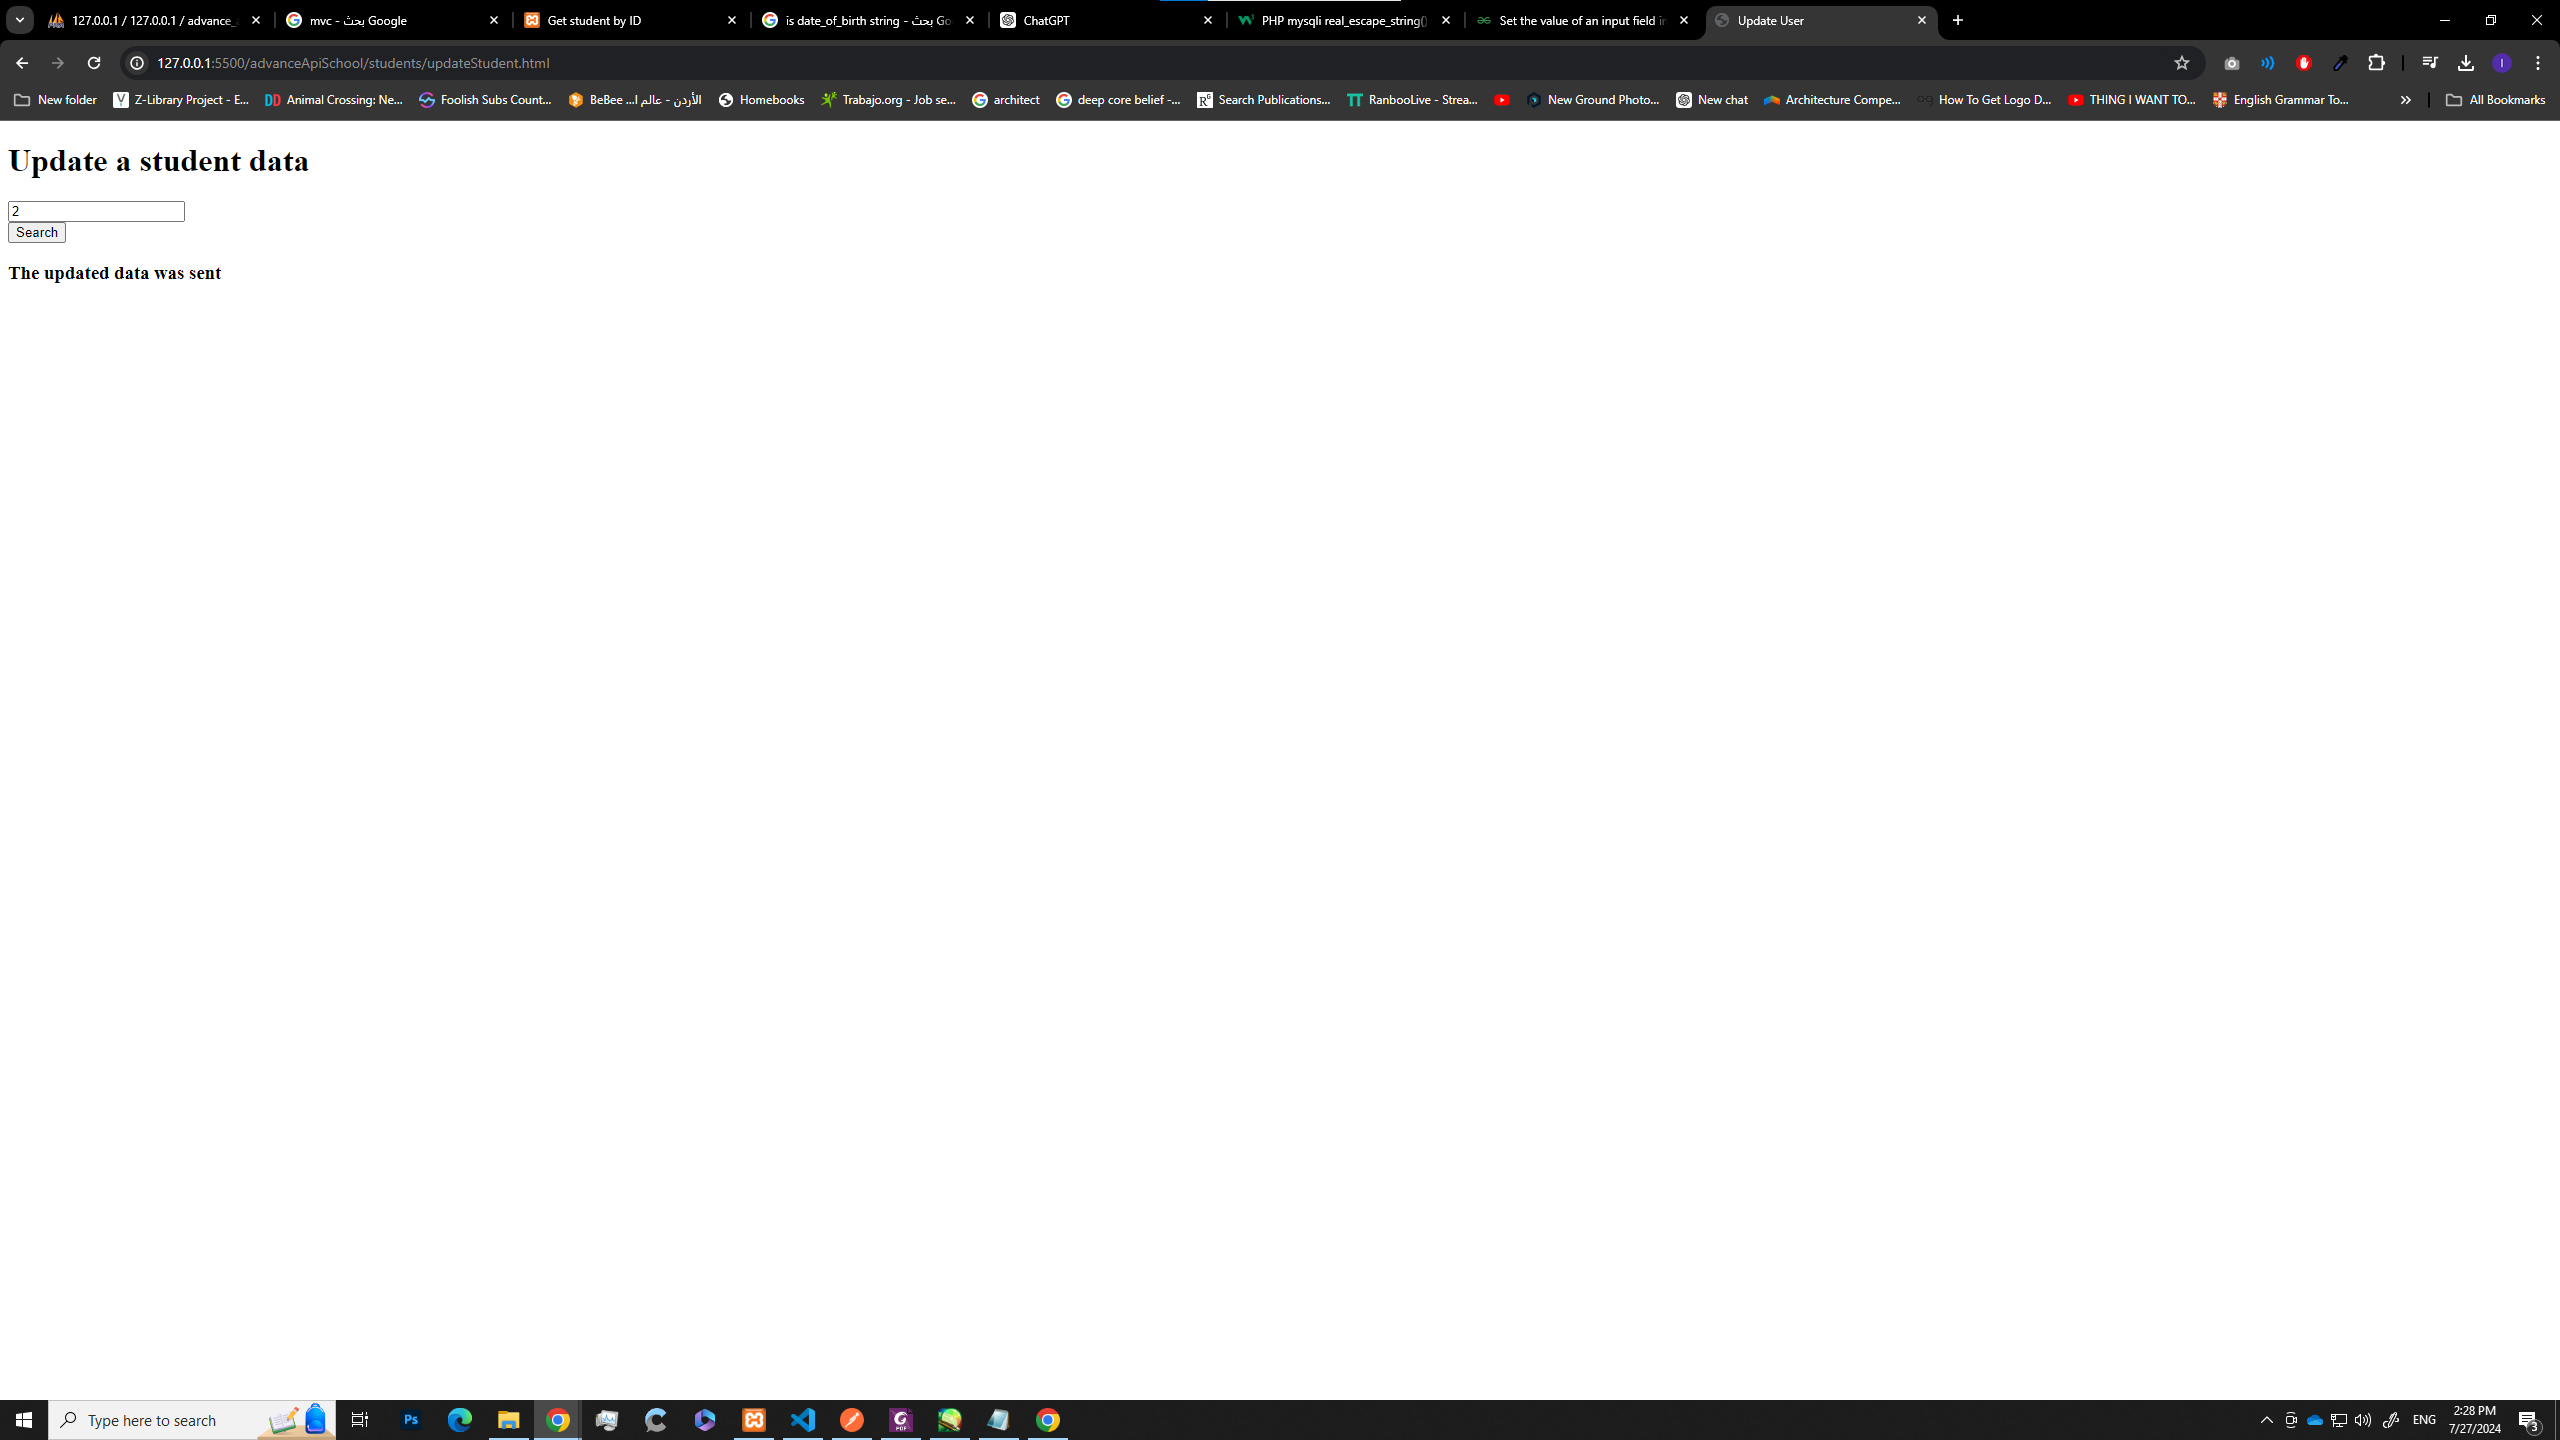 127.0.0.1 / 127.0.0.1 / advance_
mvc - بحث Google
Get student by ID
is date_of_birth string - بحث Go
ChatGPT
PHP mysqli real_escape_string()
Set the value of an input field in
Update User
127.0.0.1:5500/advanceApiSchool/students/updateStudent.html
New folder
Z-Library Project - E...
Animal Crossing: Ne...
Foolish Subs Count...
BeBee ... الأردن - عالم ا
Homebooks
Trabajo.org - Job se...
architect
deep core belief -...
Search Publications...
RanbooLive - Strea...
New Ground Photo...
New chat
Architecture Compe...
How To Get Logo D...
THING I WANT TO...
English Grammar To...
All Bookmarks
Update a student data
2
Search
The updated data was sent
Type here to search
Ps
ENG
2:28 PM
7/27/2024
3